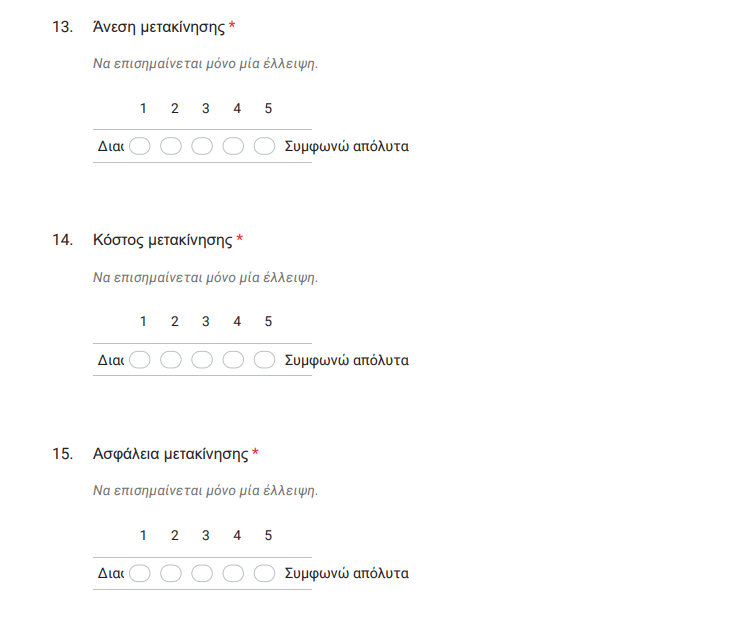 13. Άνεση μετακίνησης *
Να επισημαίνεται μόνο μία έλλειψη.
1 2 3 4 5
Συμφωνώ απόλυτα
14. Κόστος μετακίνησης *
Να επισημαίνεται μόνο μία έλλειψη.
1 2 3 4 5
Συμφωνώ απόλυτα
15. Ασφάλεια μετακίνησης *
Να επισημαίνεται μόνο μία έλλειψη.
1 2 3 4 5
Συμφωνώ απόλυτα